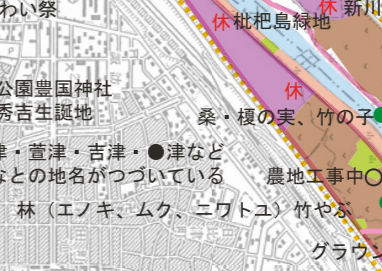 わい祭
休 新川
休枇杷島緑地
公園豊国神社
秀吉生誕地
休
桑・榎の実、竹の子
津・萱津・吉津・●津など
などの地名がつづいている
農地工事中〇
林（エノキ、ムク、ニワトユ）竹やぶ
グラウン